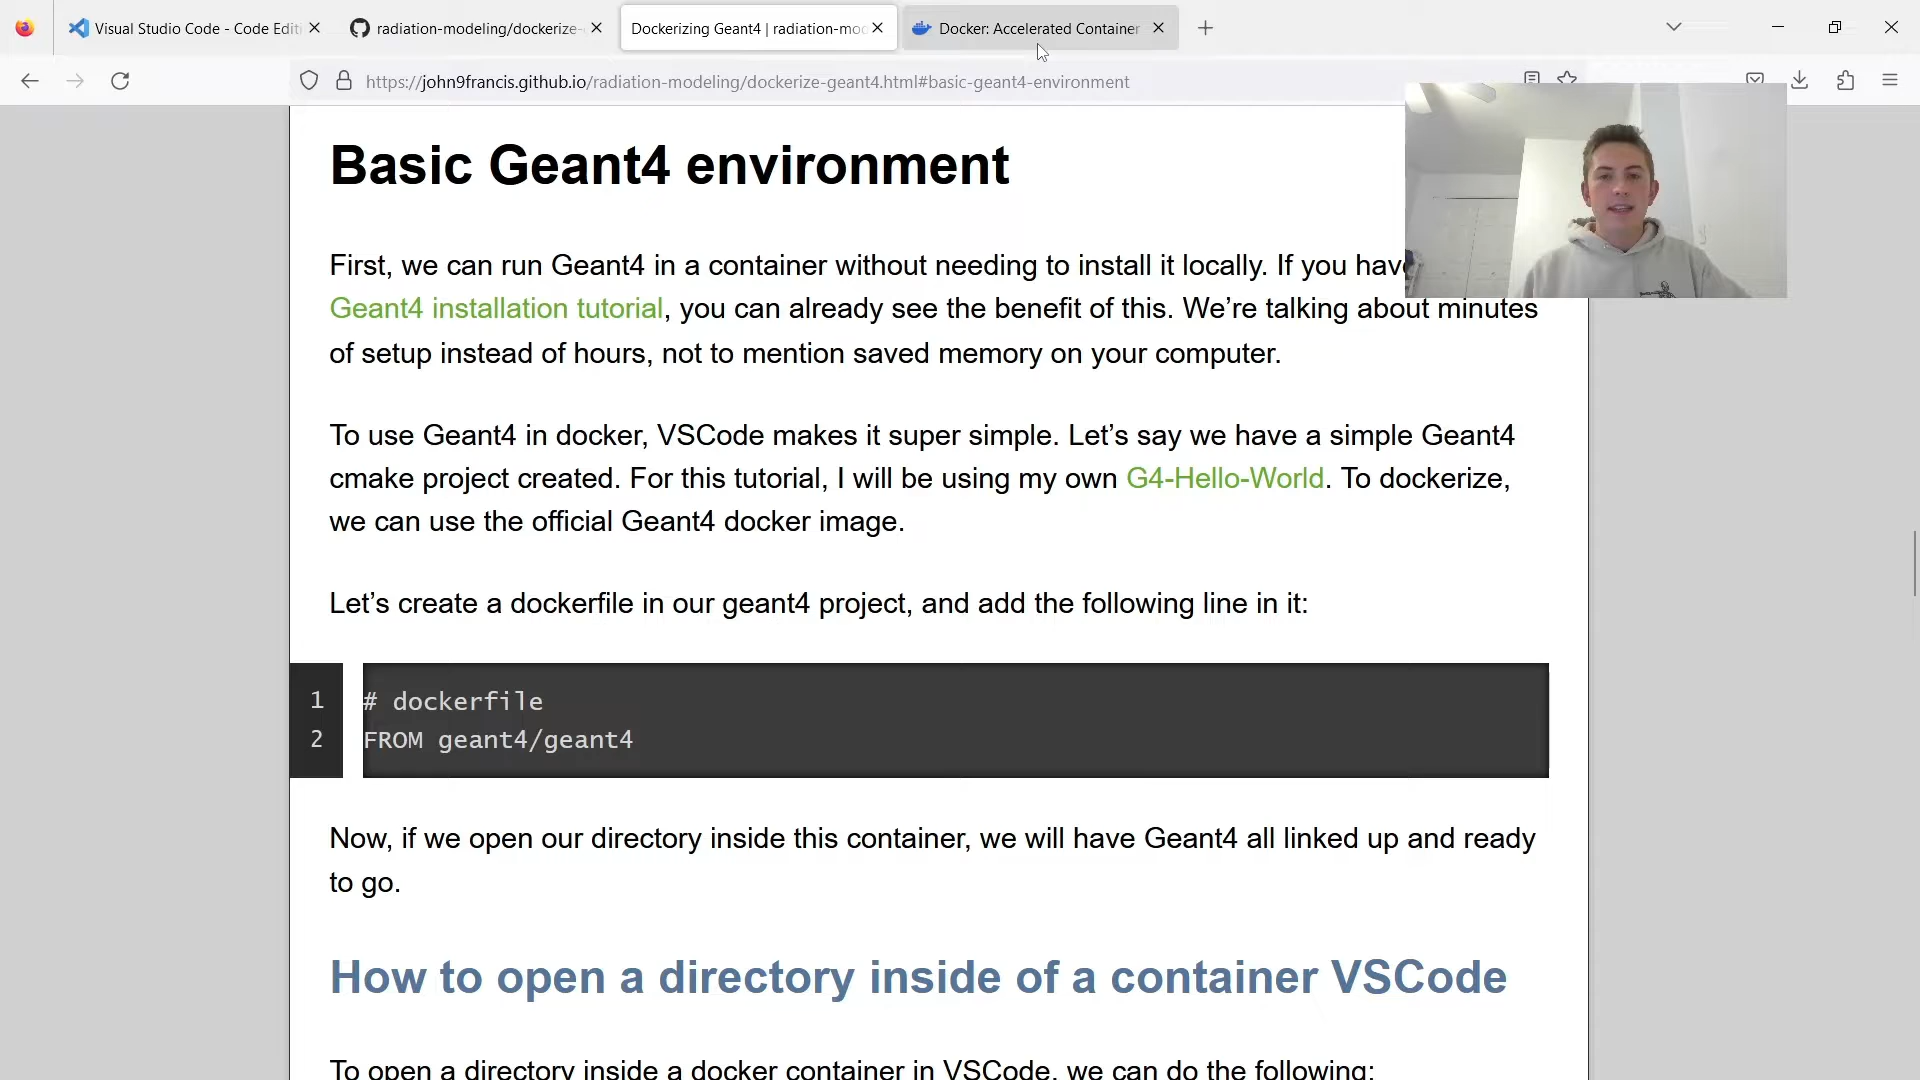 Visual Studio Code - Code Edit
radiation-modeling/dockerize-
Dockerizing Geant4 | radiation-mod
Docker: Accelerated Container
https://john9francis.github.io/radiation-modeling/dockerize-geant4.html#basic-geant4-environment
Basic Geant4 environment
First, we can run Geant4 in a container without needing to install it locally. If you have
Geant4 installation tutorial, you can already see the benefit of this. We’re talking about minutes
of setup instead of hours, not to mention saved memory on your computer.
To use Geant4 in docker, VSCode makes it super simple. Let’s say we have a simple Geant4
cmake project created. For this tutorial, I will be using my own G4-Hello-World. To dockerize,
we can use the official Geant4 docker image.
Let’s create a dockerfile in our geant4 project, and add the following line in it:
1 # dockerfile
2 FROM geant4/geant4
Now, if we open our directory inside this container, we will have Geant4 all linked up and ready
to go.
How to open a directory inside of a container VSCode
To open a directory inside a docker container in VSCode, we can do the following: